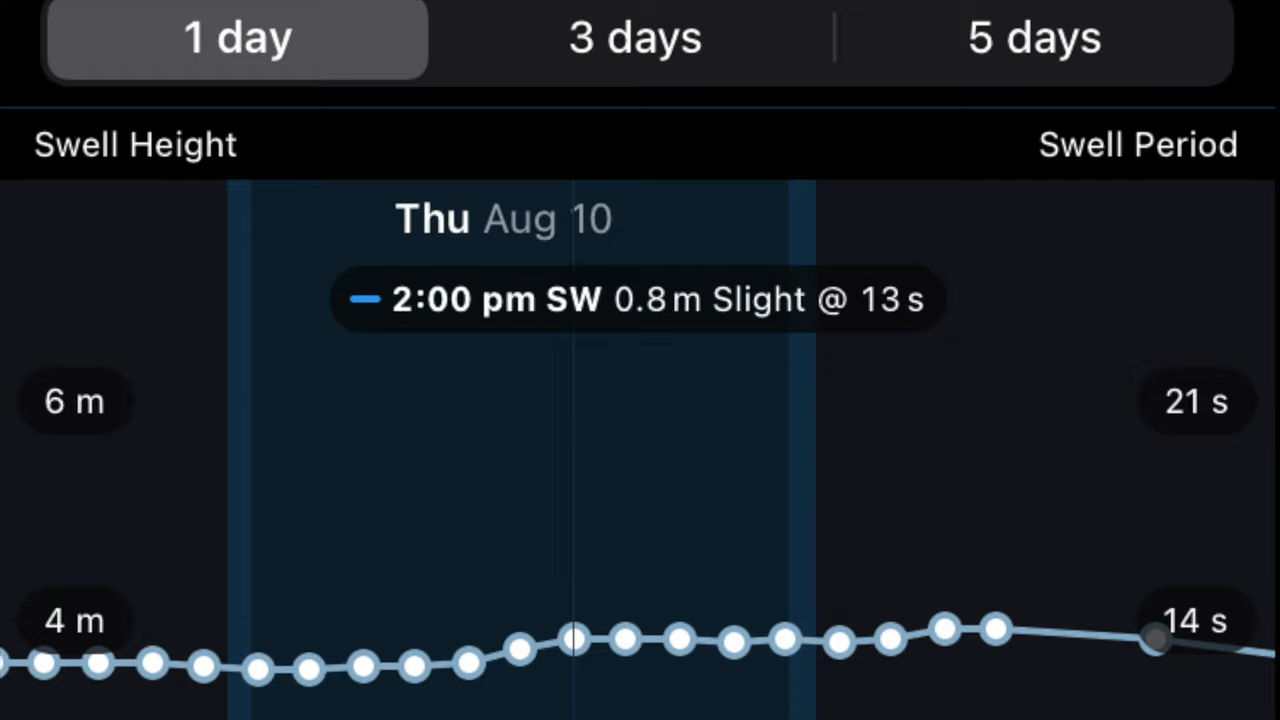 1 day 3 days 5 days
Swell Height Swell Period
Thu Aug 10
2:00 pm SW 0.8 m Slight @ 13 s
6 m 21 s
4 m 14 s